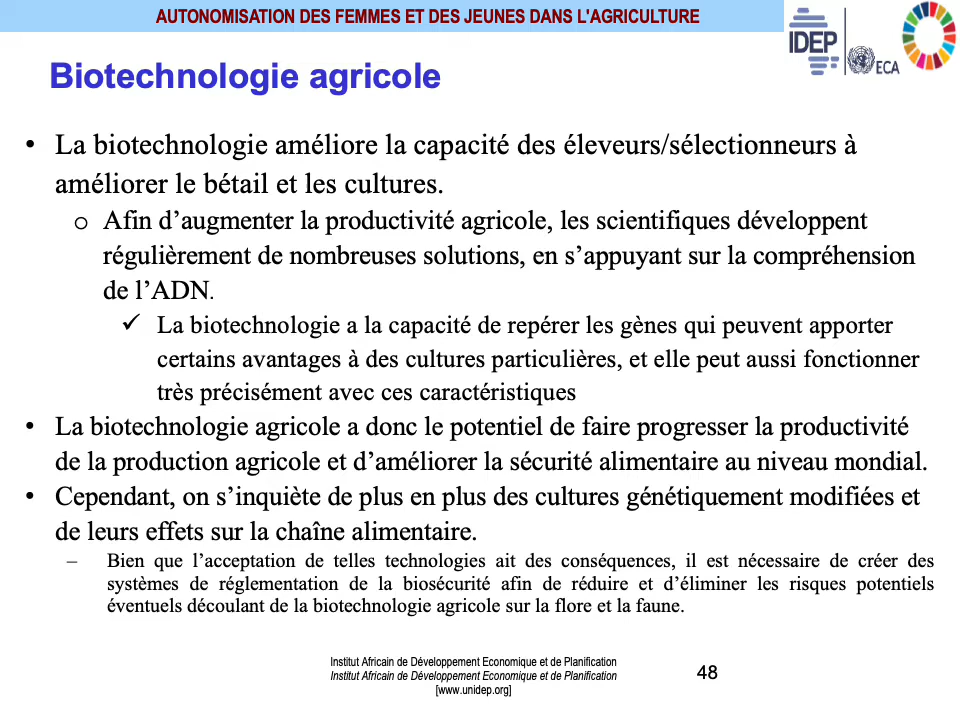 AUTONOMISATION DES FEMMES ET DES JEUNES DANS L'AGRICULTURE
IDEP
ECA
Biotechnologie agricole
• La biotechnologie améliore la capacité des éleveurs/sélectionneurs à
améliorer le bétail et les cultures.
o Afin d’augmenter la productivité agricole, les scientifiques développent
régulièrement de nombreuses solutions, en s’appuyant sur la compréhension
de l’ADN.
✓ La biotechnologie a la capacité de repérer les gènes qui peuvent apporter
certains avantages à des cultures particulières, et elle peut aussi fonctionner
très précisément avec ces caractéristiques
• La biotechnologie agricole a donc le potentiel de faire progresser la productivité
de la production agricole et d’améliorer la sécurité alimentaire au niveau mondial.
• Cependant, on s’inquiète de plus en plus des cultures génétiquement modifiées et
de leurs effets sur la chaîne alimentaire.
– Bien que l’acceptation de telles technologies ait des conséquences, il est nécessaire de créer des
systèmes de réglementation de la biosécurité afin de réduire et d’éliminer les risques potentiels
éventuels découlant de la biotechnologie agricole sur la flore et la faune.
Institut Africain de Développement Economique et de Planification
Institut Africain de Développement Economique et de Planification
[www.unidep.org]
48